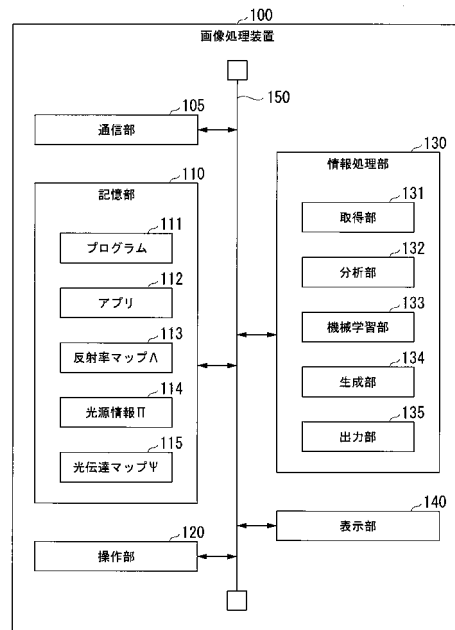 100
画像処理装置
150
105
通信部
110
記憶部
111
プログラム
112
アプリ
113
反射率マップΛ
114
光源情報Π
115
光伝達マップΨ
120
操作部
130
情報処理部
131
取得部
132
分析部
133
機械学習部
134
生成部
135
出力部
140
表示部